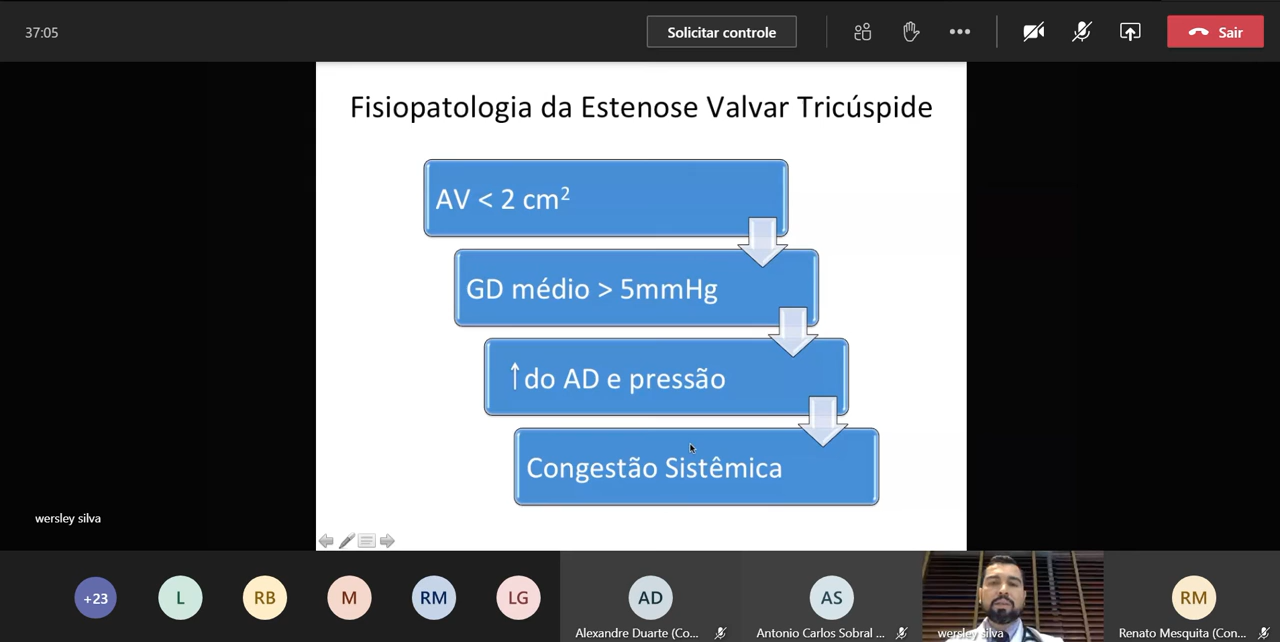 37:05
Solicitar controle
Sair
Fisiopatologia da Estenose Valvar Tricúspide
AV < 2 cm²
GD médio > 5mmHg
↑do AD e pressão
Congestão Sistêmica
wersley silva
+23
L
RB
M
RM
LG
AD
AS
RM
Alexandre Duarte (Co...
Antonio Carlos Sobral ...
wersley silva
Renato Mesquita (Con...